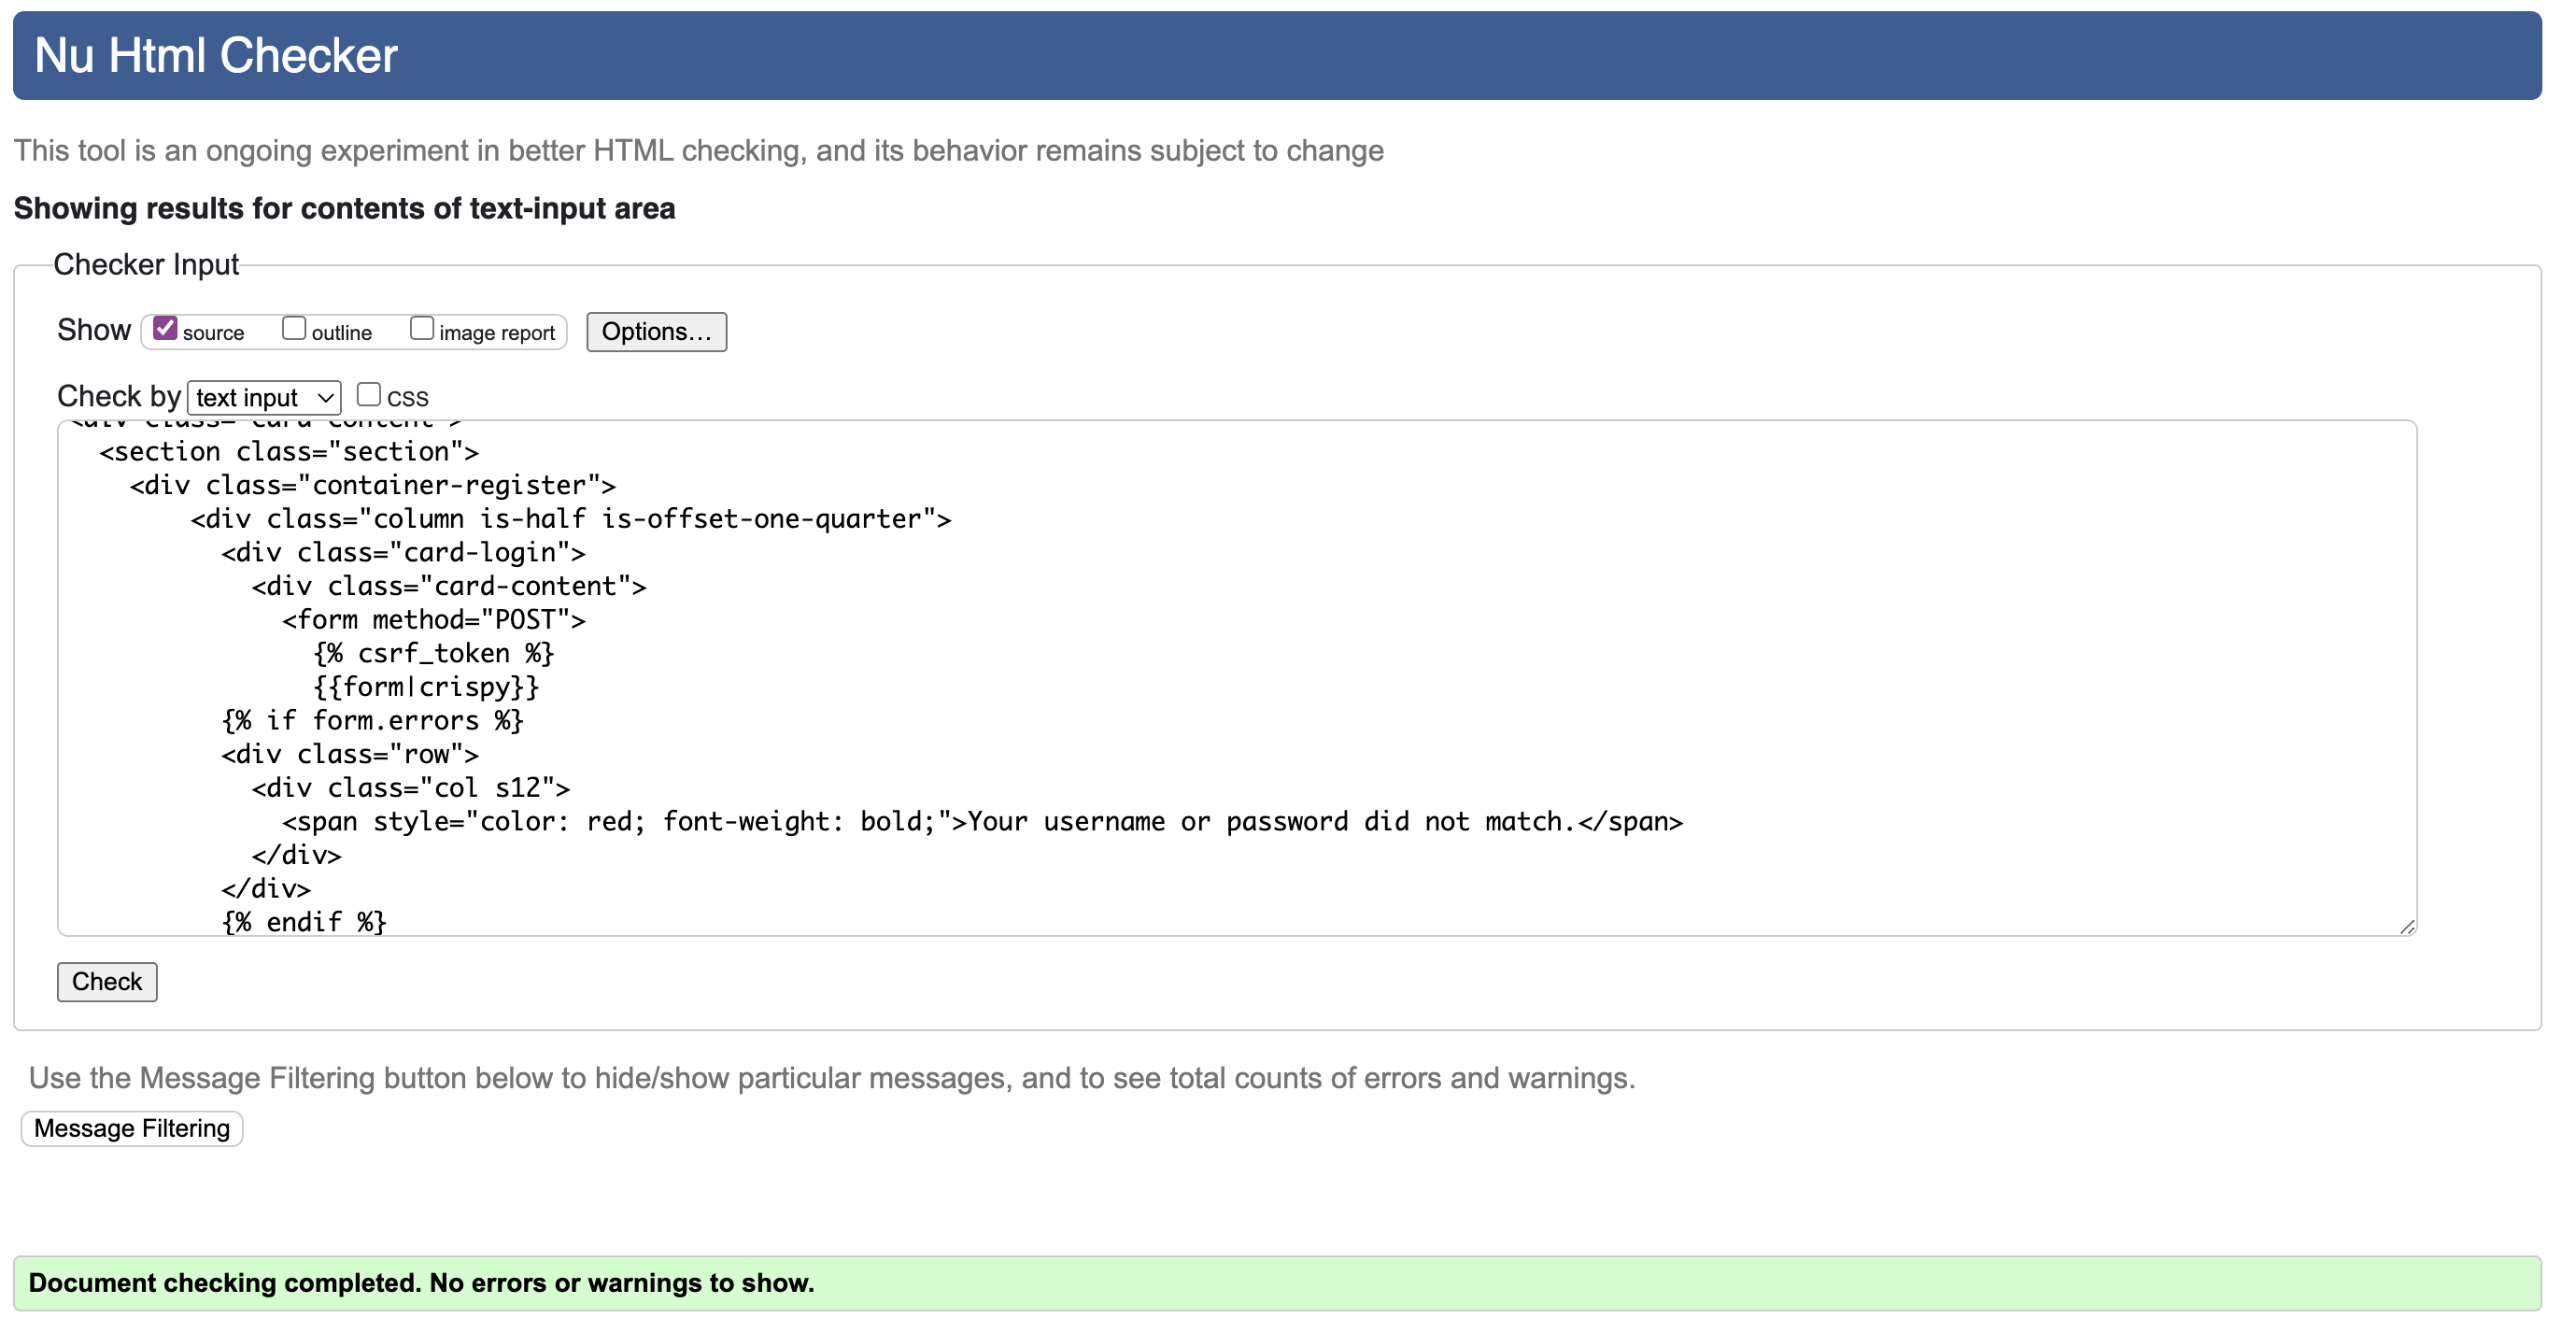 Nu Html Checker
This tool is an ongoing experiment in better HTML checking, and its behavior remains subject to change
Showing results for contents of text-input area
Checker Input
Show source outline image report Options...
Check by text input css
<div class="card-content">
<section class="section">
<div class="container-register">
<div class="column is-half is-offset-one-quarter">
<div class="card-login">
<div class="card-content">
<form method="POST">
{% csrf_token %}
{{form|crispy}}
{% if form.errors %}
<div class="row">
<div class="col s12">
<span style="color: red; font-weight: bold;">Your username or password did not match.</span>
</div>
</div>
{% endif %}
Check
Use the Message Filtering button below to hide/show particular messages, and to see total counts of errors and warnings.
Message Filtering
Document checking completed. No errors or warnings to show.